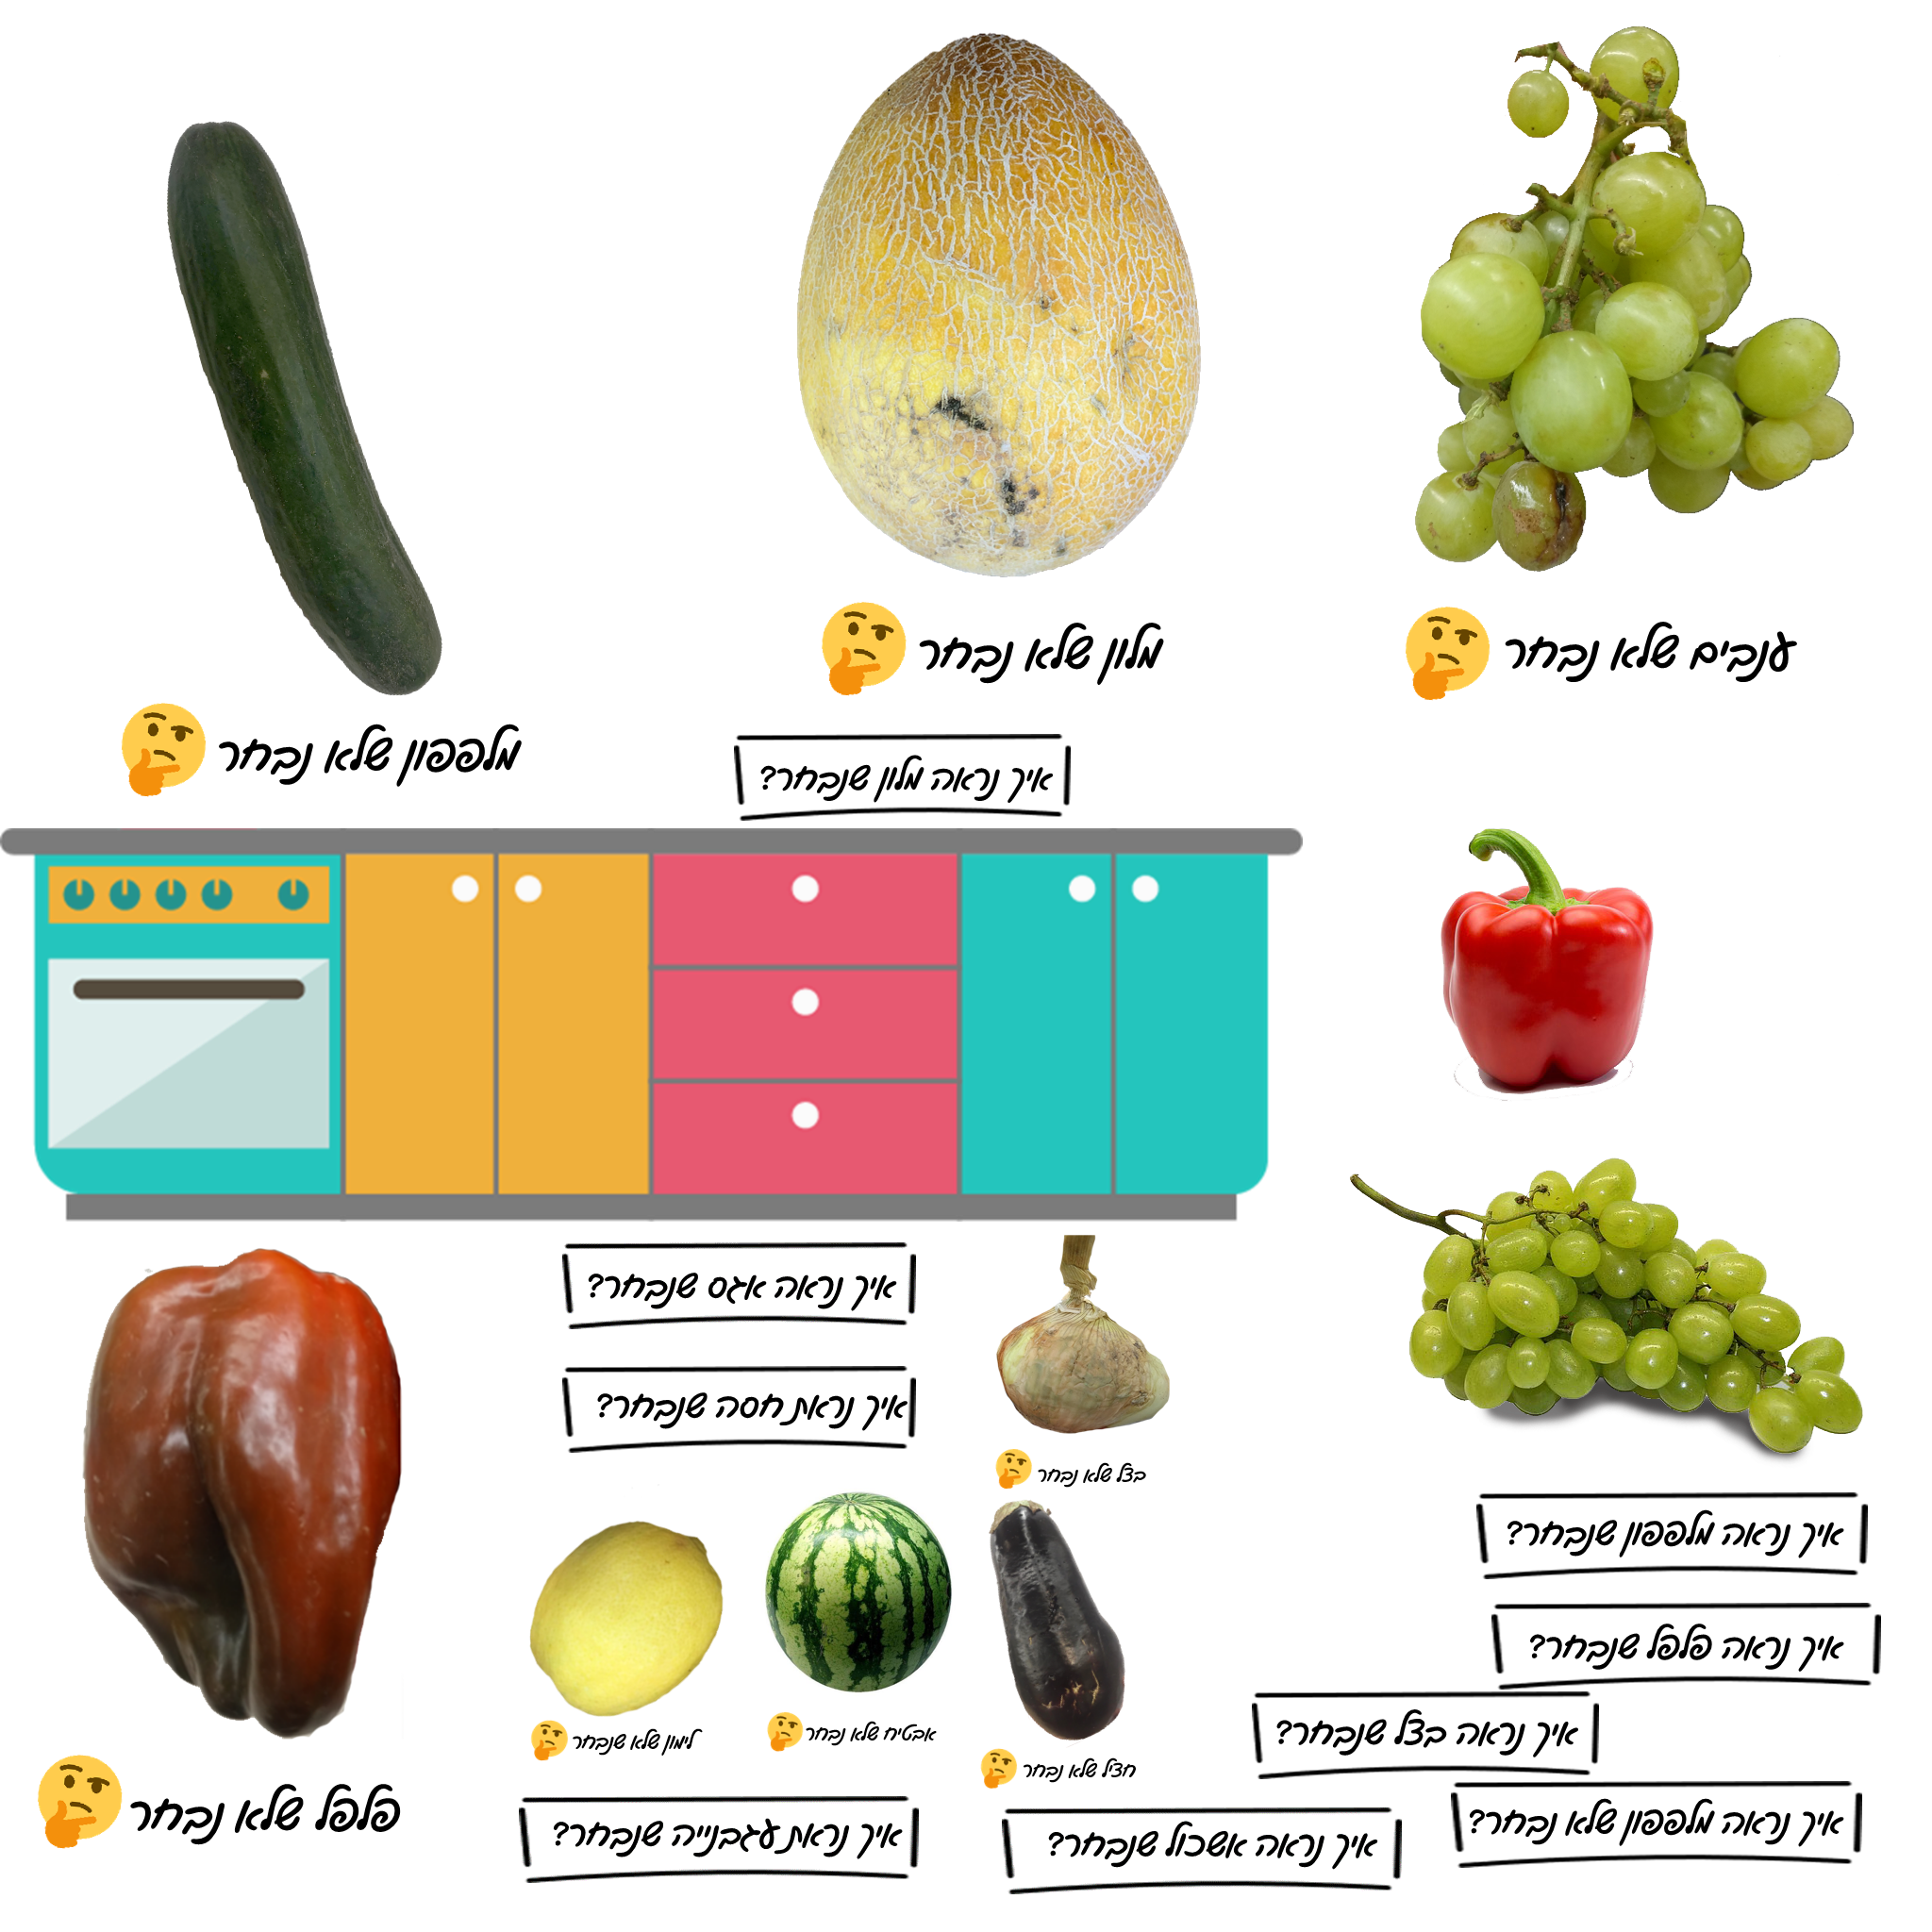 מלון שלא נבחר
ענבים שלא נבחר
מלפפון שלא נבחר
איך נראה מלון שנבחר?
איך נראה אגס שנבחר?
איך נראת חסה שנבחר?
בצל שלא נבחר
איך נראה מלפפון שנבחר?
איך נראה פלפל שנבחר?
איך נראה בצל שנבחר?
לימון שלא שנבחר
אבטיח שלא נבחר
חציל שלא נבחר
פלפל שלא נבחר
איך נראת עגבנייה שנבחר?
איך נראה אשכול שנבחר?
איך נראה מלפפון שלא נבחר?